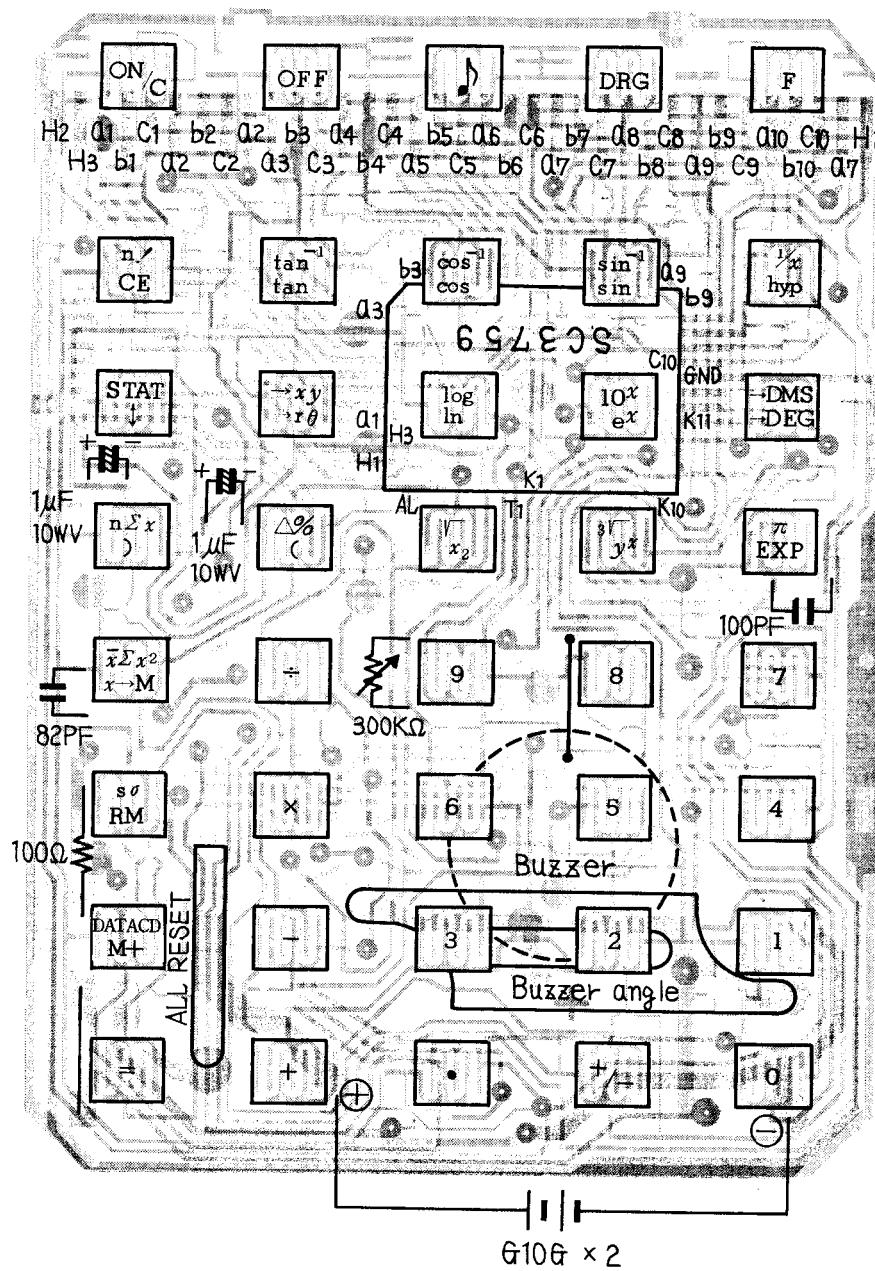 ON/C OFF DRG F
H2 a1 C1 b2 a2 b3 a4 C4 b5 a6 C6 b7 a8 C8 b9 a10 C10 H
H3 b1 a2 C2 a3 C3 b4 a5 C5 b6 a7 C7 b8 a9 C9 b10 a7
n! tan⁻¹ b3 cos⁻¹ sin⁻¹ a9 1/x
CE tan cos sin b9 hyp
a3
SC3759
C10 GND
STAT →xy log 10ˣ →DMS
↓ →rθ ln eˣ →DEG
a1 H3 K11
H1 K1
+ − + −
AL T1 K10
1μF
10WV
nΣx Δ% √ ³√ π
) ( x₂ yˣ EXP
1μF
10WV
100PF
x̄Σx² ÷ 9 8 7
x→M
300KΩ
82PF
sσ × 6 5 4
RM
100Ω
Buzzer
ALL RESET
DATACD − 3 2 1
M+
Buzzer angle
= + • +/− 0
+ −
G10G × 2